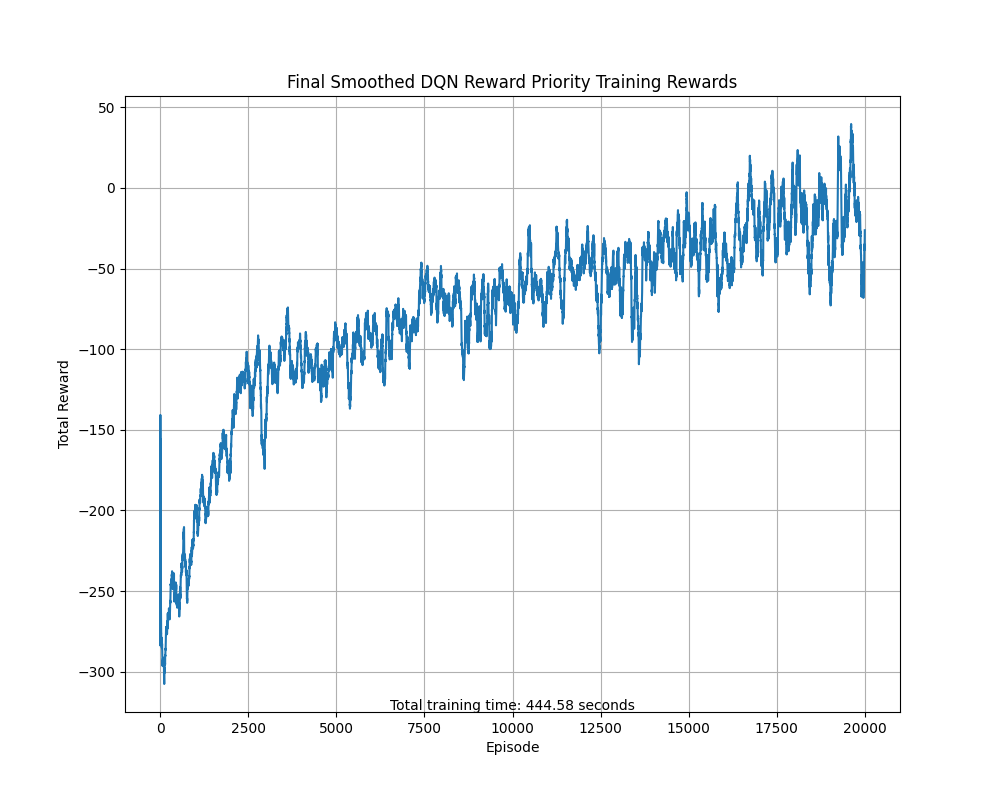 Final Smoothed DQN Reward Priority Training Rewards
50
0
−50
−100
−150
−200
−250
−300
Total Reward
Total training time: 444.58 seconds
0 2500 5000 7500 10000 12500 15000 17500 20000
Episode